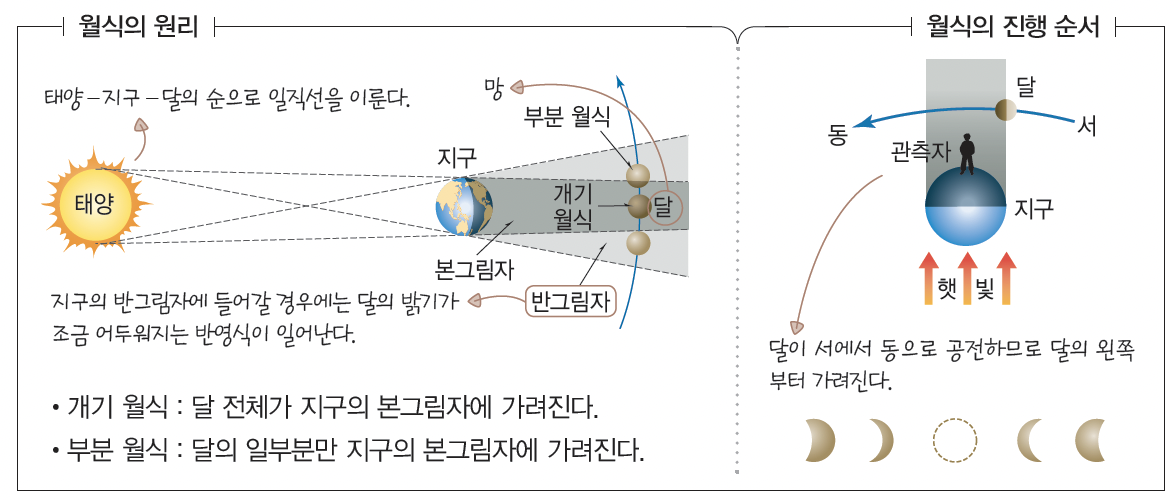 월식의 원리
태양-지구-달의 순으로 일직선을 이룬다.
망
부분 월식
지구
태양
개기
월식
달
본그림자
반그림자
지구의 반그림자에 들어갈 경우에는 달의 밝기가
조금 어두워지는 반영식이 일어난다.
• 개기 월식 : 달 전체가 지구의 본그림자에 가려진다.
• 부분 월식 : 달의 일부분만 지구의 본그림자에 가려진다.
월식의 진행 순서
달
동
서
관측자
지구
햇빛
달이 서에서 동으로 공전하므로 달의 왼쪽
부터 가려진다.